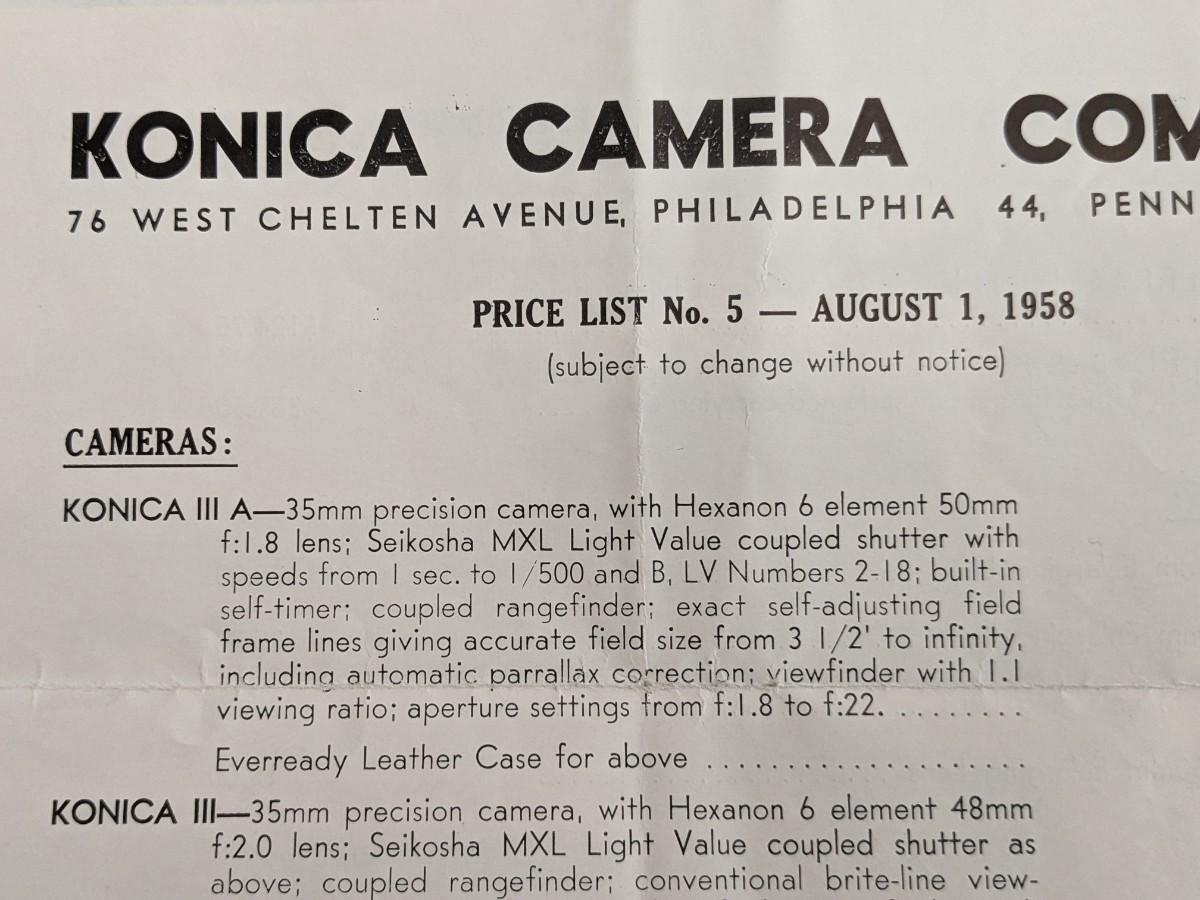 KONICA CAMERA COM
76 WEST CHELTEN AVENUE, PHILADELPHIA 44, PENN
PRICE LIST No. 5 — AUGUST 1, 1958
(subject to change without notice)
CAMERAS:
KONICA III A—35mm precision camera, with Hexanon 6 element 50mm
f:1.8 lens; Seikosha MXL Light Value coupled shutter with
speeds from 1 sec. to 1/500 and B, LV Numbers 2-18; built-in
self-timer; coupled rangefinder; exact self-adjusting field
frame lines giving accurate field size from 3 1/2' to infinity,
including automatic parrallax correction; viewfinder with 1.1
viewing ratio; aperture settings from f:1.8 to f:22. ........
Everready Leather Case for above ....................
KONICA III—35mm precision camera, with Hexanon 6 element 48mm
f:2.0 lens; Seikosha MXL Light Value coupled shutter as
above; coupled rangefinder; conventional brite-line view-